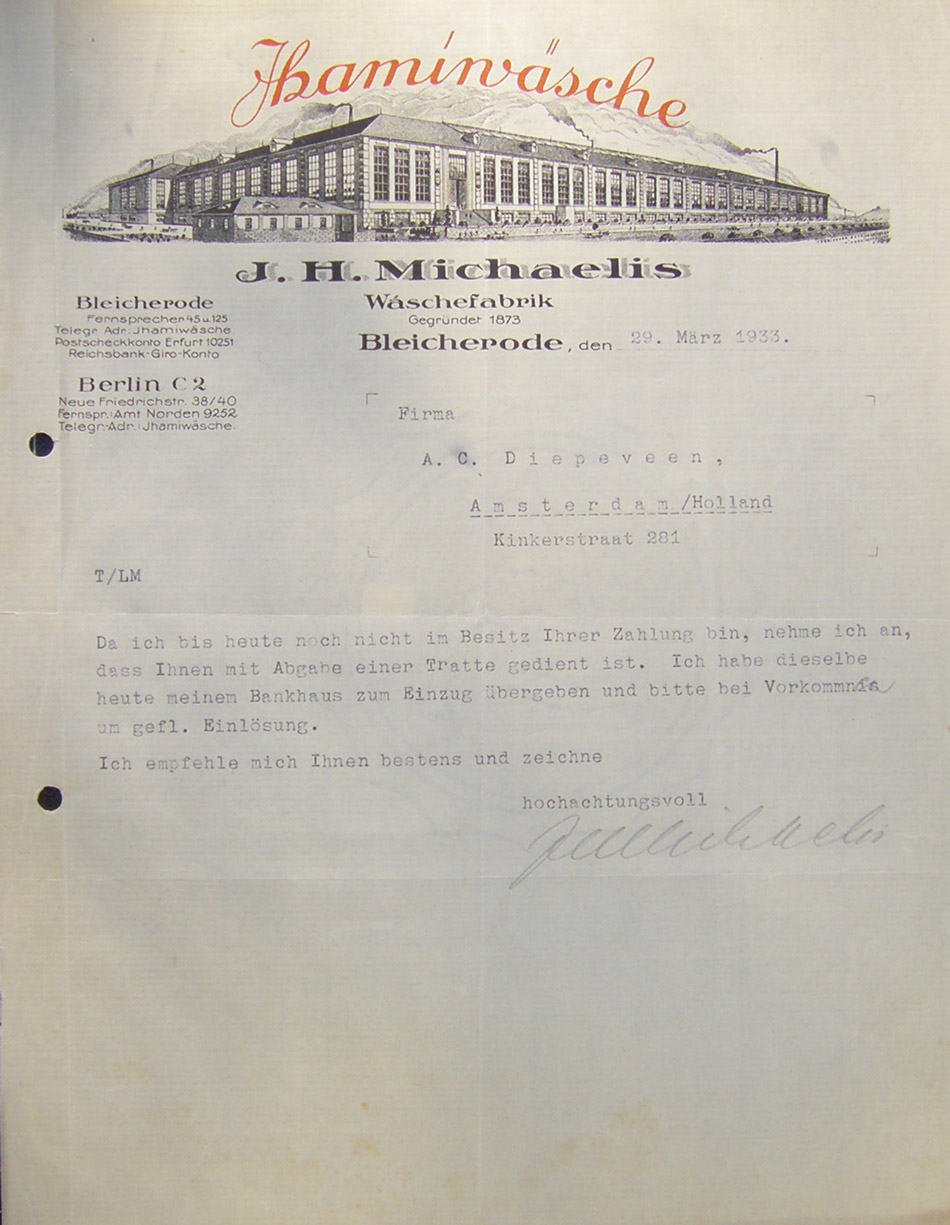 Jhamiwäsche
J. H. Michaelis
Bleicherode
Fernsprecher 45 u. 125
Telegr. Adr.: Jhamiwäsche
Postscheckkonto Erfurt 10251
Reichsbank-Giro-Konto
Berlin C 2
Neue Friedrichstr. 38/40
Fernspr.: Amt Norden 9252
Telegr.-Adr.: Jhamiwäsche.
Wäschefabrik
Gegründet 1873
Bleicherode, den 29. März 1933.
Firma
A. C. Diepeveen,
Amsterdam/Holland
Kinkerstraat 281
T/LM
Da ich bis heute noch nicht im Besitz Ihrer Zahlung bin, nehme ich an,
dass Ihnen mit Abgabe einer Tratte gedient ist. Ich habe dieselbe
heute meinem Bankhaus zum Einzug übergeben und bitte bei Vorkommnis
um gefl. Einlösung.
Ich empfehle mich Ihnen bestens und zeichne
hochachtungsvoll
JHMichaelis